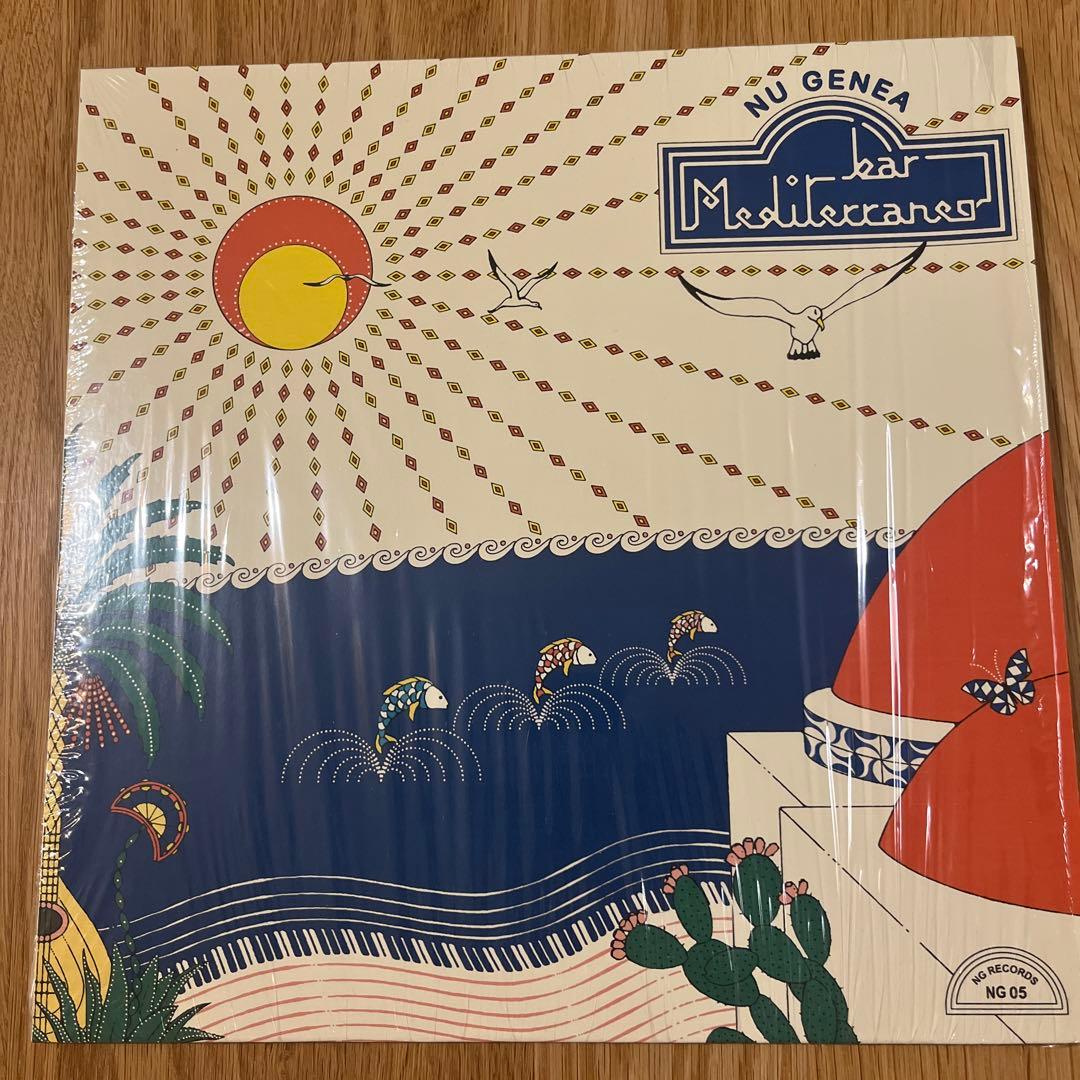 NU GENEA
bar
Mediterraneo
NG RECORDS
NG 05